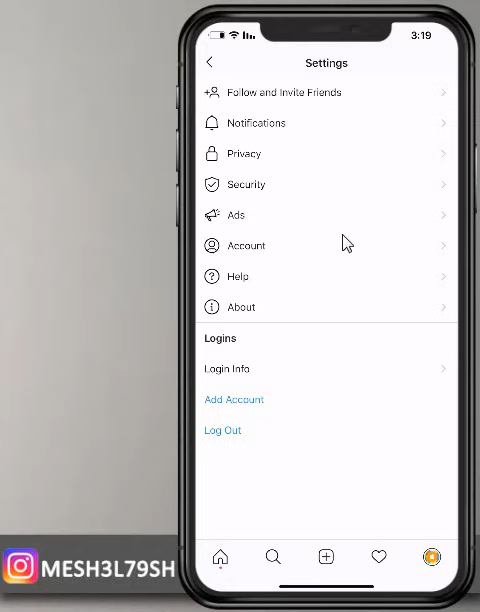 3:19
Settings
Follow and Invite Friends
Notifications
Privacy
Security
Ads
Account
Help
About
Logins
Login Info
Add Account
Log Out
MESH3L79SH